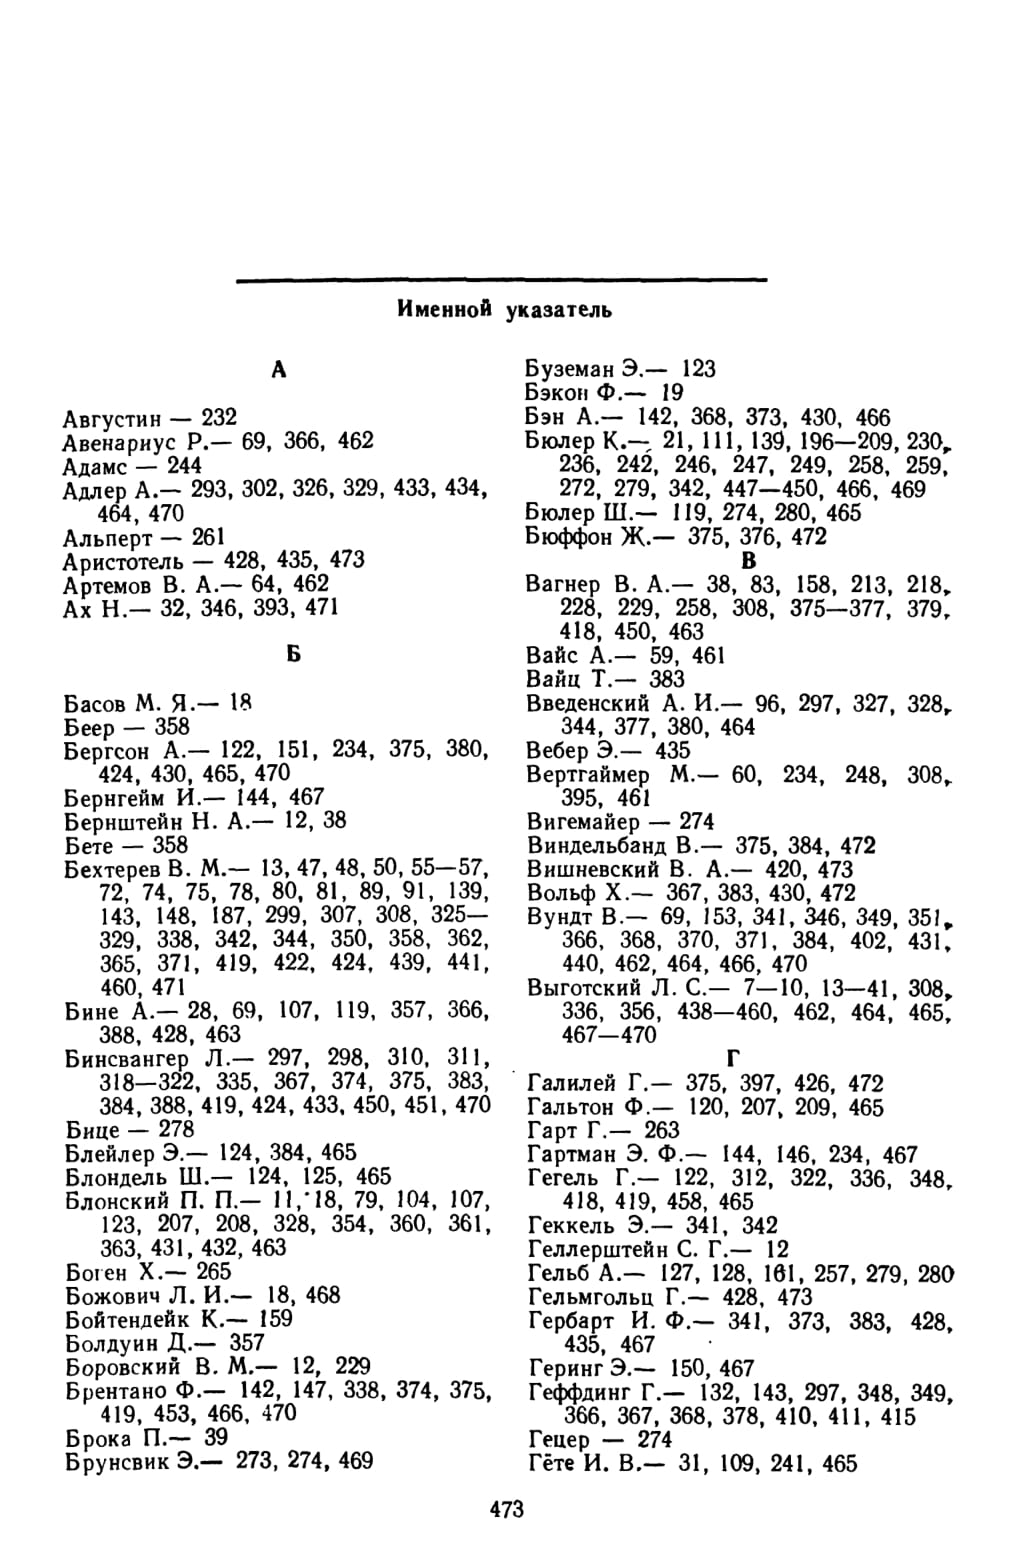 Именной указатель
А
Августин — 232
Авенариус Р.— 69, 366, 462
Адамс — 244
Адлер А.— 293, 302, 326, 329, 433, 434,
464, 470
Альперт — 261
Аристотель — 428, 435, 473
Артемов В. А.— 64, 462
Ах Н.— 32, 346, 393, 471
Б
Басов М. Я.— 18
Беер — 358
Бергсон А.— 122, 151, 234, 375, 380,
424, 430, 465, 470
Бернгейм И.— 144, 467
Бернштейн Н. А.— 12, 38
Бете — 358
Бехтерев В. М.— 13, 47, 48, 50, 55—57,
72, 74, 75, 78, 80, 81, 89, 91, 139,
143, 148, 187, 299, 307, 308, 325—
329, 338, 342, 344, 350, 358, 362,
365, 371, 419, 422, 424, 439, 441,
460, 471
Бине А.— 28, 69, 107, 119, 357, 366,
388, 428, 463
Бинсвангер Л.— 297, 298, 310, 311,
318—322, 335, 367, 374, 375, 383,
384, 388, 419, 424, 433, 450, 451, 470
Бице — 278
Блейлер Э.— 124, 384, 465
Блондель Ш.— 124, 125, 465
Блонский П. П.— 11, 18, 79, 104, 107,
123, 207, 208, 328, 354, 360, 361,
363, 431, 432, 463
Боген Х.— 265
Божович Л. И.— 18, 468
Бойтендейк К.— 159
Болдуин Д.— 357
Боровский В. М.— 12, 229
Брентано Ф.— 142, 147, 338, 374, 375,
419, 453, 466, 470
Брока П.— 39
Брунсвик Э.— 273, 274, 469
Буземан Э.— 123
Бэкон Ф.— 19
Бэн А.— 142, 368, 373, 430, 466
Бюлер К.— 21, 111, 139, 196—209, 230,
236, 242, 246, 247, 249, 258, 259,
272, 279, 342, 447—450, 466, 469
Бюлер Ш.— 119, 274, 280, 465
Бюффон Ж.— 375, 376, 472
В
Вагнер В. А.— 38, 83, 158, 213, 218,
228, 229, 258, 308, 375—377, 379,
418, 450, 463
Вайс А.— 59, 461
Вайц Т.— 383
Введенский А. И.— 96, 297, 327, 328,
344, 377, 380, 464
Вебер Э.— 435
Вертгаймер М.— 60, 234, 248, 308,
395, 461
Вигемайер — 274
Виндельбанд В.— 375, 384, 472
Вишневский В. А.— 420, 473
Вольф Х.— 367, 383, 430, 472
Вундт В.— 69, 153, 341, 346, 349, 351,
366, 368, 370, 371, 384, 402, 431,
440, 462, 464, 466, 470
Выготский Л. С.— 7—10, 13—41, 308,
336, 356, 438—460, 462, 464, 465,
467—470
Г
Галилей Г.— 375, 397, 426, 472
Гальтон Ф.— 120, 207, 209, 465
Гарт Г.— 263
Гартман Э. Ф.— 144, 146, 234, 467
Гегель Г.— 122, 312, 322, 336, 348,
418, 419, 458, 465
Геккель Э.— 341, 342
Геллерштейн С. Г.— 12
Гельб А.— 127, 128, 161, 257, 279, 280
Гельмгольц Г.— 428, 473
Гербарт И. Ф.— 341, 373, 383, 428,
435, 467
Геринг Э.— 150, 467
Геффдинг Г.— 132, 143, 297, 348, 349,
366, 367, 368, 378, 410, 411, 415
Гецер — 274
Гёте И. В.— 31, 109, 241, 465
473